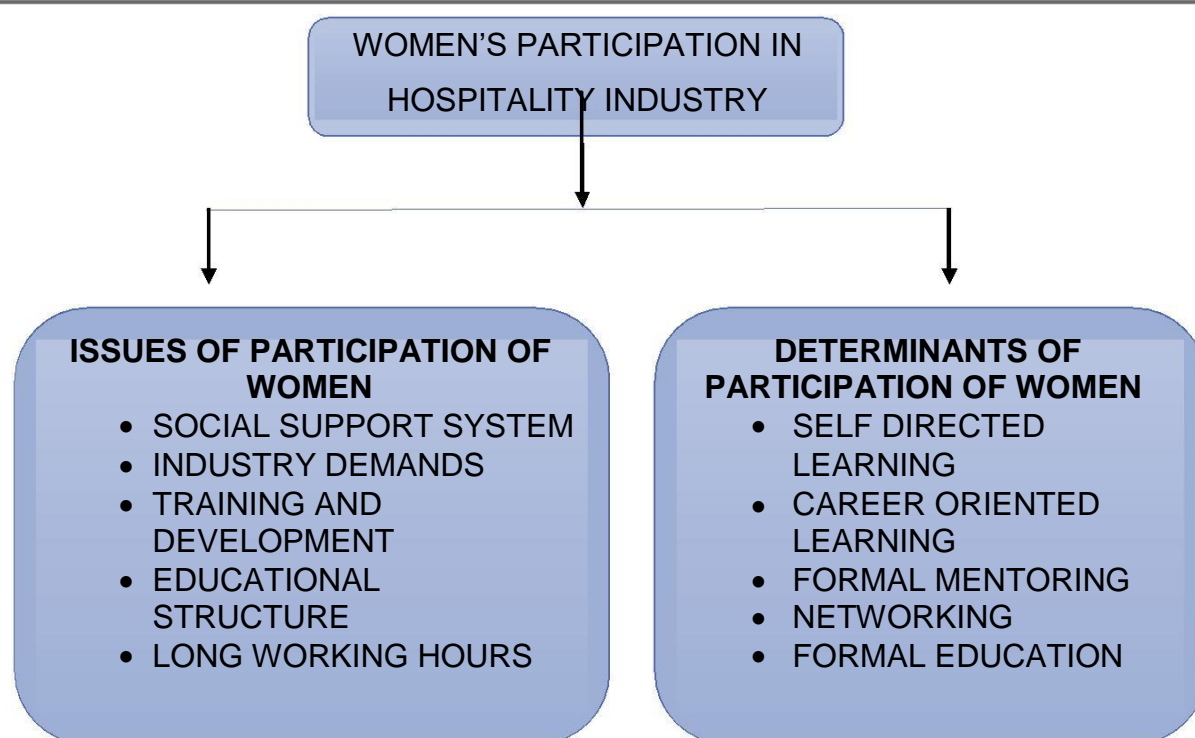 WOMEN’S PARTICIPATION IN
HOSPITALITY INDUSTRY
ISSUES OF PARTICIPATION OF
WOMEN
• SOCIAL SUPPORT SYSTEM
• INDUSTRY DEMANDS
• TRAINING AND
DEVELOPMENT
• EDUCATIONAL
STRUCTURE
• LONG WORKING HOURS
DETERMINANTS OF
PARTICIPATION OF WOMEN
• SELF DIRECTED
LEARNING
• CAREER ORIENTED
LEARNING
• FORMAL MENTORING
• NETWORKING
• FORMAL EDUCATION